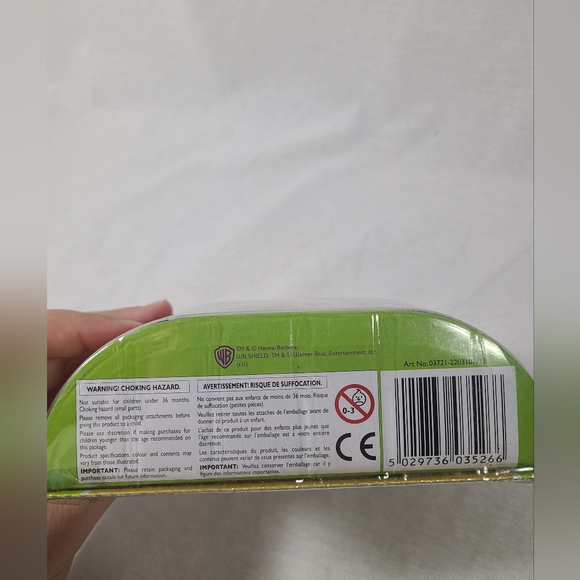 TM & © Hanna-Barbera.
WB SHIELD: TM & © Warner Bros. Entertainment, Inc.
WB
Art No: 03721-220310
WARNING! CHOKING HAZARD.
Not suitable for children under 36 months.
Choking hazard (small parts).
Please remove all packaging attachments before
giving this product to a child.
Please use discretion if making purchases for
children younger than the age recommended on
this package.
Product specifications, colour and contents may
vary from those illustrated.
IMPORTANT: Please retain packaging and
purchase details for future information.
AVERTISSEMENT! RISQUE DE SUFFOCATION.
Ne convient pas aux enfants de moins de 36 mois. Risque
de suffocation (petites pièces)
Veuillez retirer toutes les attaches de l'emballage avant de
donner ce produit à un enfant.
L'achat de ce produit pour des enfants plus jeunes que
l'âge recommandé sur l'emballage est à votre entière
discrétion.
Les caractéristiques du produit, les couleurs et les
contenus peuvent varier de ceux présentés sur l'emballage.
IMPORTANT: Veuillez conserver l'emballage car il y
figure des informations importantes.
0-3
CE
5 029736 035266